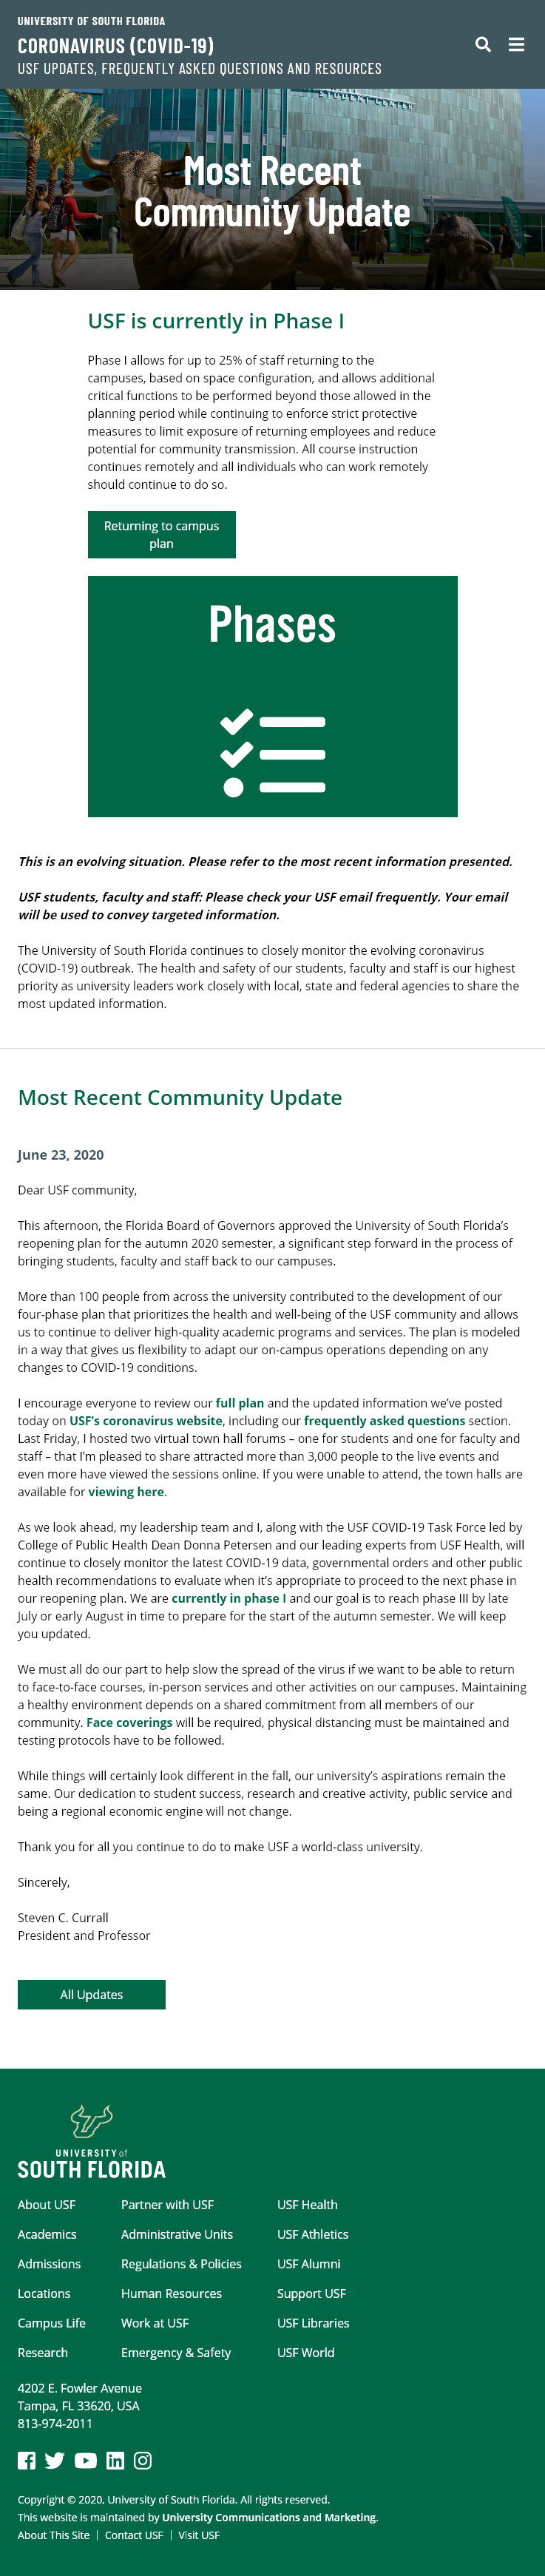 UNIVERSITY OF SOUTH FLORIDA
CORONAVIRUS (COVID-19)
USF UPDATES, FREQUENTLY ASKED QUESTIONS AND RESOURCES
STUDENT CENTER
Most Recent
Community Update
USF is currently in Phase I
Phase I allows for up to 25% of staff returning to the
campuses, based on space configuration, and allows additional
critical functions to be performed beyond those allowed in the
planning period while continuing to enforce strict protective
measures to limit exposure of returning employees and reduce
potential for community transmission. All course instruction
continues remotely and all individuals who can work remotely
should continue to do so.
Returning to campus
plan
Phases
This is an evolving situation. Please refer to the most recent information presented.
USF students, faculty and staff: Please check your USF email frequently. Your email
will be used to convey targeted information.
The University of South Florida continues to closely monitor the evolving coronavirus
(COVID-19) outbreak. The health and safety of our students, faculty and staff is our highest
priority as university leaders work closely with local, state and federal agencies to share the
most updated information.
Most Recent Community Update
June 23, 2020
Dear USF community,
This afternoon, the Florida Board of Governors approved the University of South Florida's
reopening plan for the autumn 2020 semester, a significant step forward in the process of
bringing students, faculty and staff back to our campuses.
More than 100 people from across the university contributed to the development of our
four-phase plan that prioritizes the health and well-being of the USF community and allows
us to continue to deliver high-quality academic programs and services. The plan is modeled
in a way that gives us flexibility to adapt our on-campus operations depending on any
changes to COVID-19 conditions.
I encourage everyone to review our full plan and the updated information we've posted
today on USF's coronavirus website, including our frequently asked questions section.
Last Friday, I hosted two virtual town hall forums – one for students and one for faculty and
staff – that I'm pleased to share attracted more than 3,000 people to the live events and
even more have viewed the sessions online. If you were unable to attend, the town halls are
available for viewing here.
As we look ahead, my leadership team and I, along with the USF COVID-19 Task Force led by
College of Public Health Dean Donna Petersen and our leading experts from USF Health, will
continue to closely monitor the latest COVID-19 data, governmental orders and other public
health recommendations to evaluate when it's appropriate to proceed to the next phase in
our reopening plan. We are currently in phase I and our goal is to reach phase III by late
July or early August in time to prepare for the start of the autumn semester. We will keep
you updated.
We must all do our part to help slow the spread of the virus if we want to be able to return
to face-to-face courses, in-person services and other activities on our campuses. Maintaining
a healthy environment depends on a shared commitment from all members of our
community. Face coverings will be required, physical distancing must be maintained and
testing protocols have to be followed.
While things will certainly look different in the fall, our university's aspirations remain the
same. Our dedication to student success, research and creative activity, public service and
being a regional economic engine will not change.
Thank you for all you continue to do to make USF a world-class university.
Sincerely,
Steven C. Currall
President and Professor
All Updates
UNIVERSITY of
SOUTH FLORIDA
About USF
Academics
Admissions
Locations
Campus Life
Research
Partner with USF
Administrative Units
Regulations & Policies
Human Resources
Work at USF
Emergency & Safety
USF Health
USF Athletics
USF Alumni
Support USF
USF Libraries
USF World
4202 E. Fowler Avenue
Tampa, FL 33620, USA
813-974-2011
Copyright © 2020, University of South Florida. All rights reserved.
This website is maintained by University Communications and Marketing.
About This Site | Contact USF | Visit USF